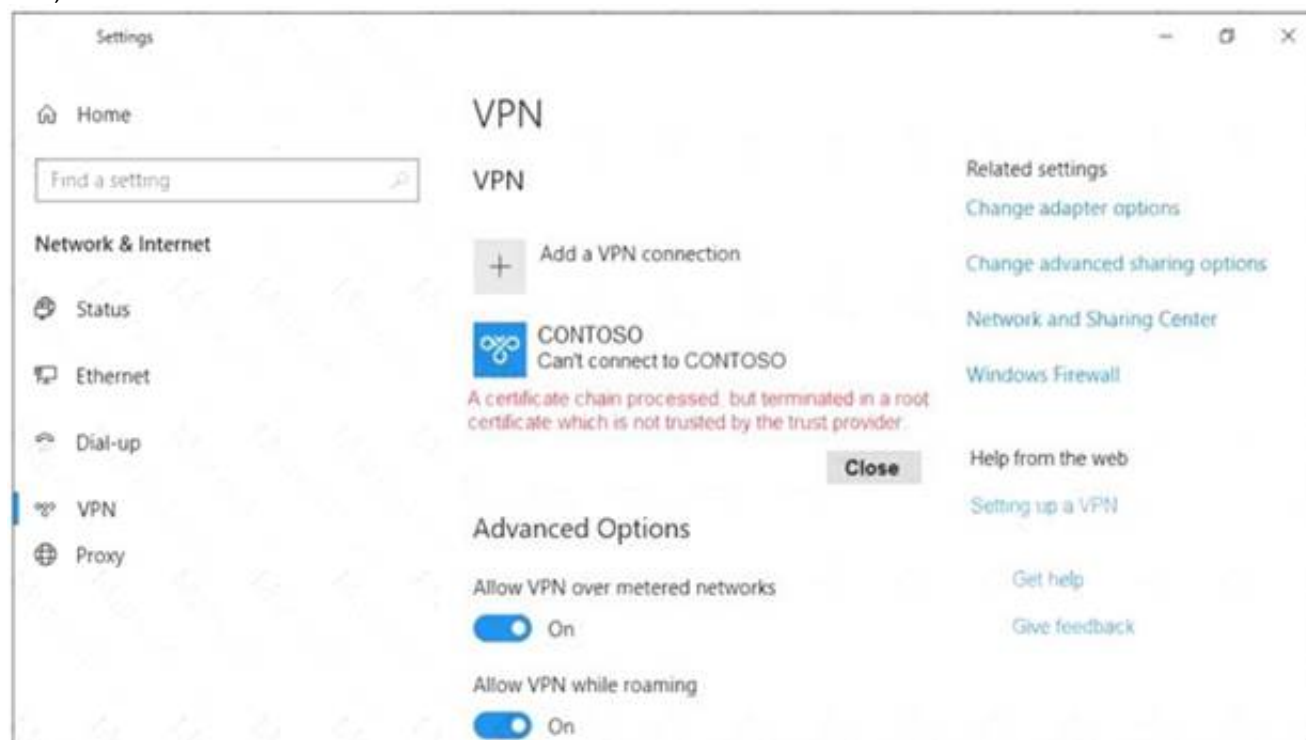 Settings
Home
Find a setting
Network & Internet
Status
Ethernet
Dial-up
VPN
Proxy
VPN
VPN
Add a VPN connection
CONTOSO
Can't connect to CONTOSO
A certificate chain processed, but terminated in a root
certificate which is not trusted by the trust provider.
Close
Advanced Options
Allow VPN over metered networks
On
Allow VPN while roaming
On
Related settings
Change adapter options
Change advanced sharing options
Network and Sharing Center
Windows Firewall
Help from the web
Setting up a VPN
Get help
Give feedback